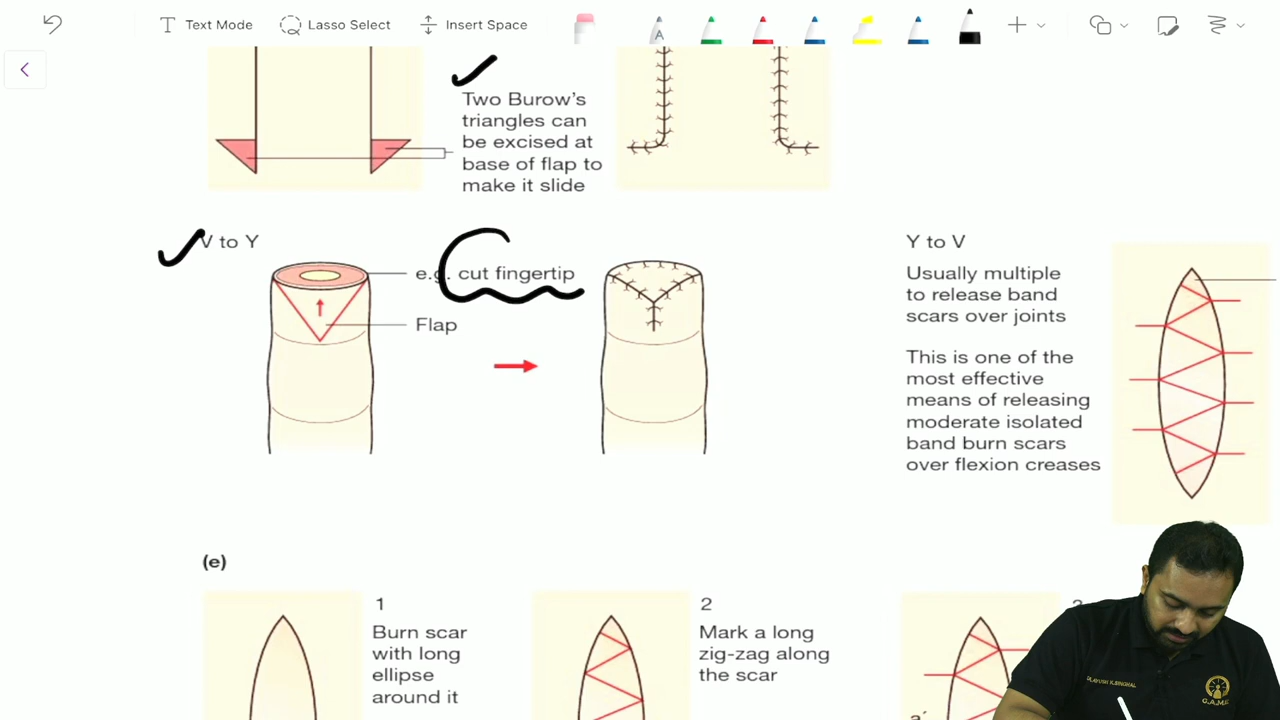 Text Mode
Lasso Select
Insert Space
A
Two Burow's
triangles can
be excised at
base of flap to
make it slide
V to Y
e.g. cut fingertip
Flap
Y to V
Usually multiple
to release band
scars over joints
This is one of the
most effective
means of releasing
moderate isolated
band burn scars
over flexion creases
(e)
1
Burn scar
with long
ellipse
around it
2
Mark a long
zig-zag along
the scar
a´